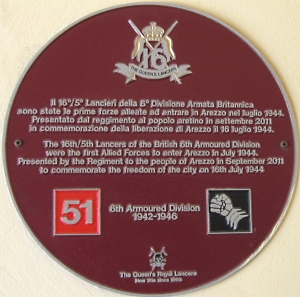 16
THE QUEEN'S LANCERS
Il 16°/5° Lancieri della 6° Divisione Armata Britannica
sono state le prime forze alleate ad entrare in Arezzo nel luglio 1944.
Presentato dal reggimento al popolo aretino in settembre 2011
in commemorazione della liberazione di Arezzo il 16 luglio 1944.
The 16th/5th Lancers of the British 6th Armoured Division
were the first Allied Forces to enter Arezzo in July 1944.
Presented by the Regiment to the people of Arezzo in September 2011
to commemorate the freedom of the city on 16th July 1944
51
6th Armoured Division
1942-1946
The Queen's Royal Lancers